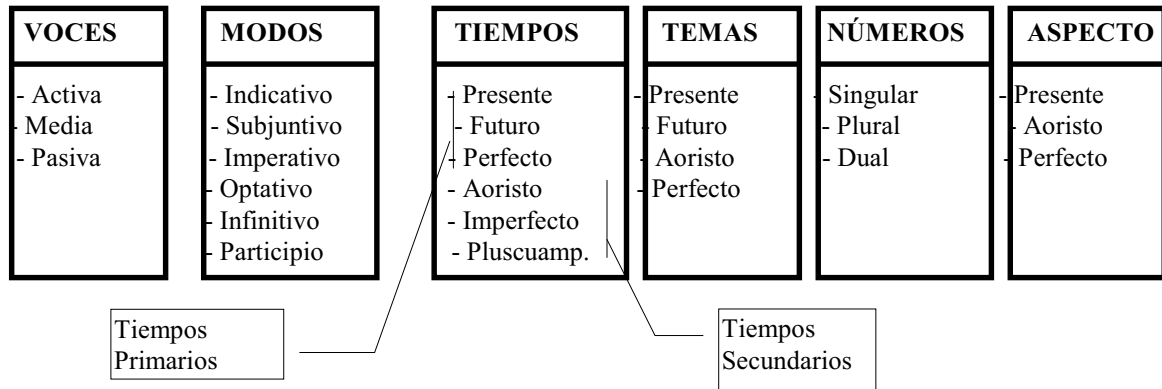 VOCES
- Activa
- Media
- Pasiva
MODOS
- Indicativo
- Subjuntivo
- Imperativo
- Optativo
- Infinitivo
- Participio
TIEMPOS
- Presente
- Futuro
- Perfecto
- Aoristo
- Imperfecto
- Pluscuamp.
TEMAS
- Presente
- Futuro
- Aoristo
- Perfecto
NÚMEROS
- Singular
- Plural
- Dual
ASPECTO
- Presente
- Aoristo
- Perfecto
Tiempos
Primarios
Tiempos
Secundarios